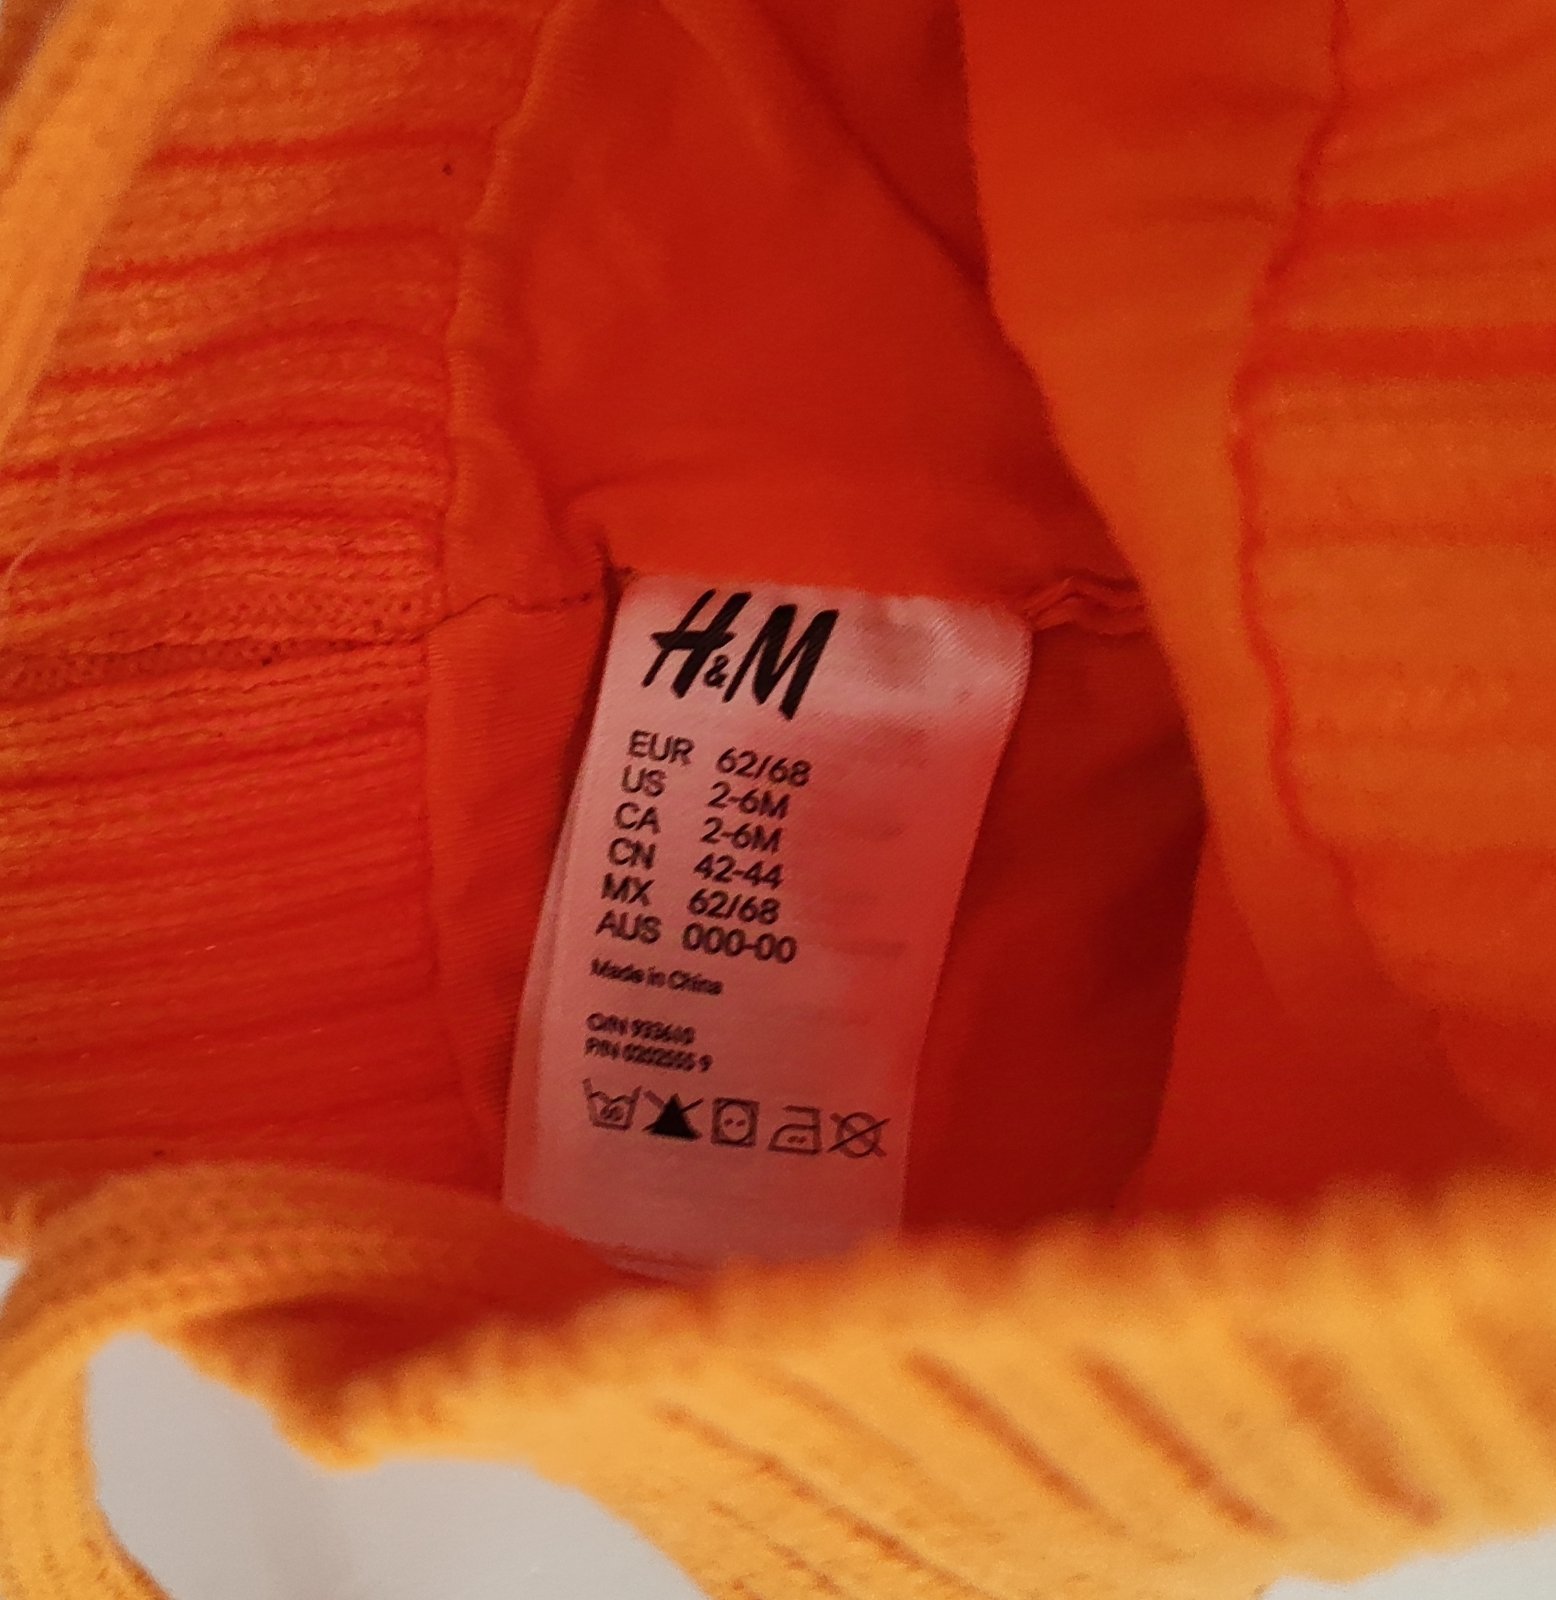 H&M
EUR 62/68
US 2-6M
CA 2-6M
CN 42-44
MX 62/68
AUS 000-00
Made in China